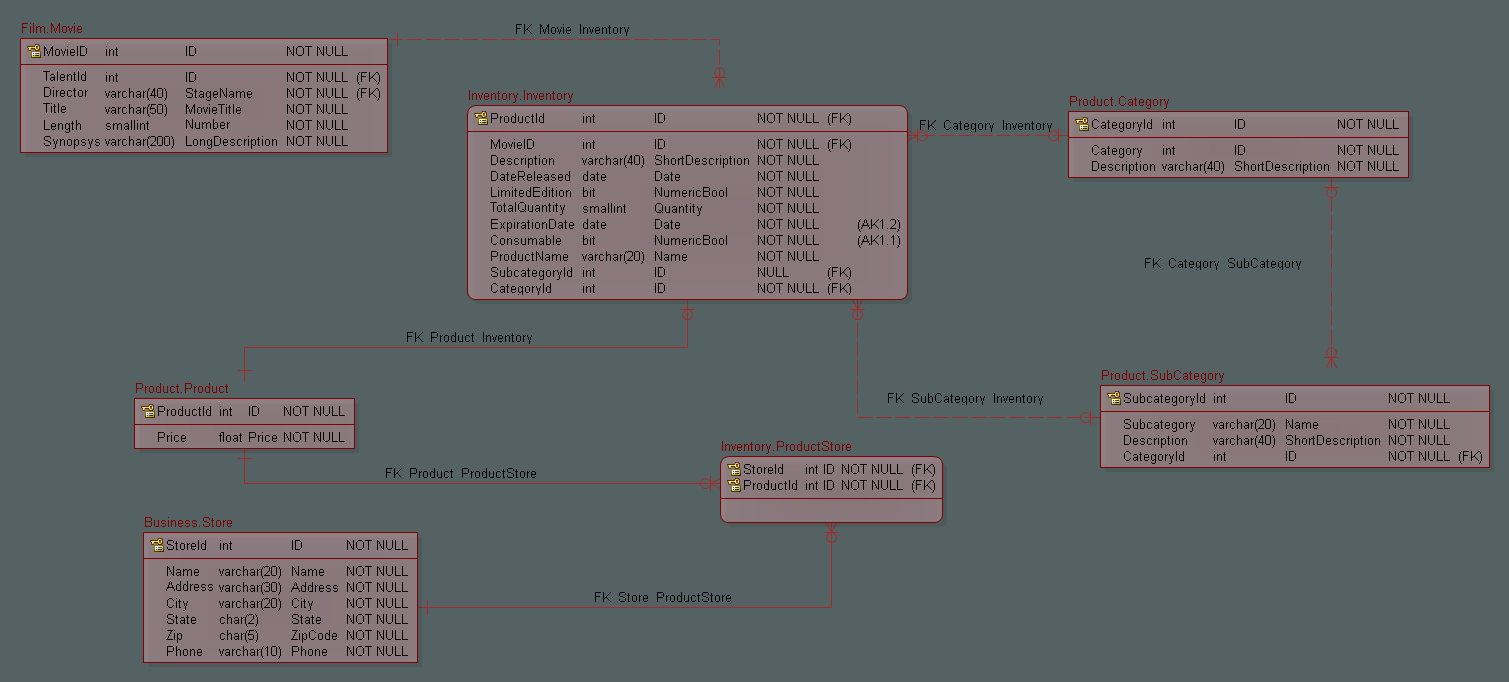 Film.Movie
MovieID int ID NOT NULL
TalentId int ID NOT NULL (FK)
Director varchar(40) StageName NOT NULL (FK)
Title varchar(50) MovieTitle NOT NULL
Length smallint Number NOT NULL
Synopsys varchar(200) LongDescription NOT NULL
FK Movie Inventory
Inventory.Inventory
ProductId int ID NOT NULL (FK)
MovieID int ID NOT NULL (FK)
Description varchar(40) ShortDescription NOT NULL
DateReleased date Date NOT NULL
LimitedEdition bit NumericBool NOT NULL
TotalQuantity smallint Quantity NOT NULL
ExpirationDate date Date NOT NULL (AK1.2)
Consumable bit NumericBool NOT NULL (AK1.1)
ProductName varchar(20) Name NOT NULL
SubcategoryId int ID NULL (FK)
CategoryId int ID NOT NULL (FK)
FK Category Inventory
Product.Category
CategoryId int ID NOT NULL
Category int ID NOT NULL
Description varchar(40) ShortDescription NOT NULL
FK Category SubCategory
FK Product Inventory
Product.Product
ProductId int ID NOT NULL
Price float Price NOT NULL
FK SubCategory Inventory
Product.SubCategory
SubcategoryId int ID NOT NULL
Subcategory varchar(20) Name NOT NULL
Description varchar(40) ShortDescription NOT NULL
CategoryId int ID NOT NULL (FK)
FK Product ProductStore
Inventory.ProductStore
StoreId int ID NOT NULL (FK)
ProductId int ID NOT NULL (FK)
Business.Store
StoreId int ID NOT NULL
Name varchar(20) Name NOT NULL
Address varchar(30) Address NOT NULL
City varchar(20) City NOT NULL
State char(2) State NOT NULL
Zip char(5) ZipCode NOT NULL
Phone varchar(10) Phone NOT NULL
FK Store ProductStore